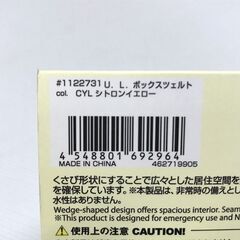 #1122731 U. L. ボックスツェルト
col. CYL シトロンイエロー
4 548801 692964
MADE IN CHINA 462719905
くさび形状にすることで広々とした居住空間を
を確保しています。※本製品は、非常時の備えと
水性はありません。
Wedge-shaped design offers spacious interior. Seam
※This product is designed for emergency use and N
⚠使用上の注意 CAUTION! AUFM